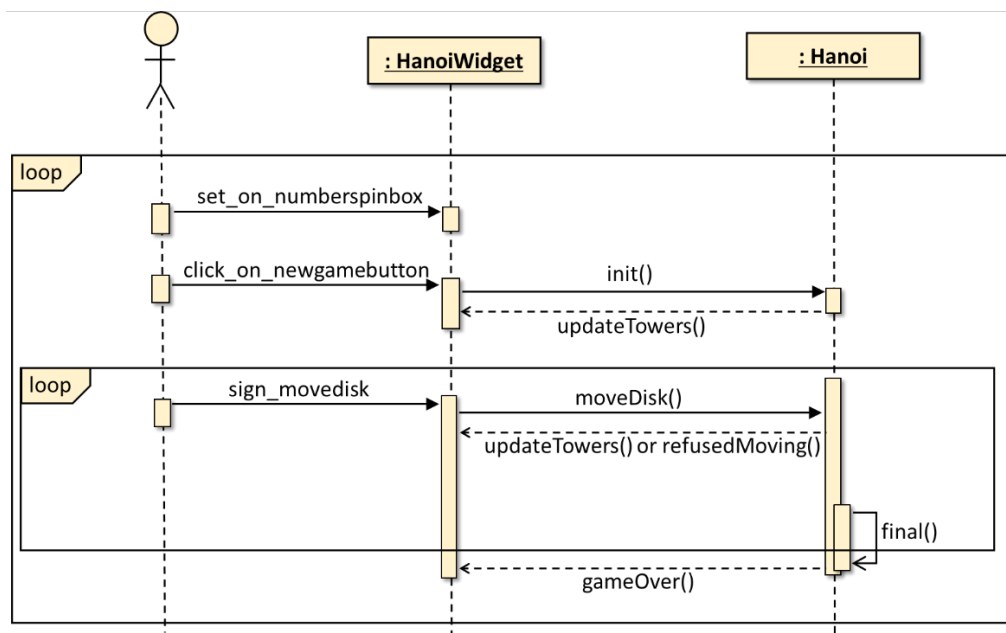 : HanoiWidget
: Hanoi
loop
set_on_numberspinbox
click_on_newgamebutton
init()
updateTowers()
loop
sign_movedisk
moveDisk()
updateTowers() or refusedMoving()
final()
gameOver()